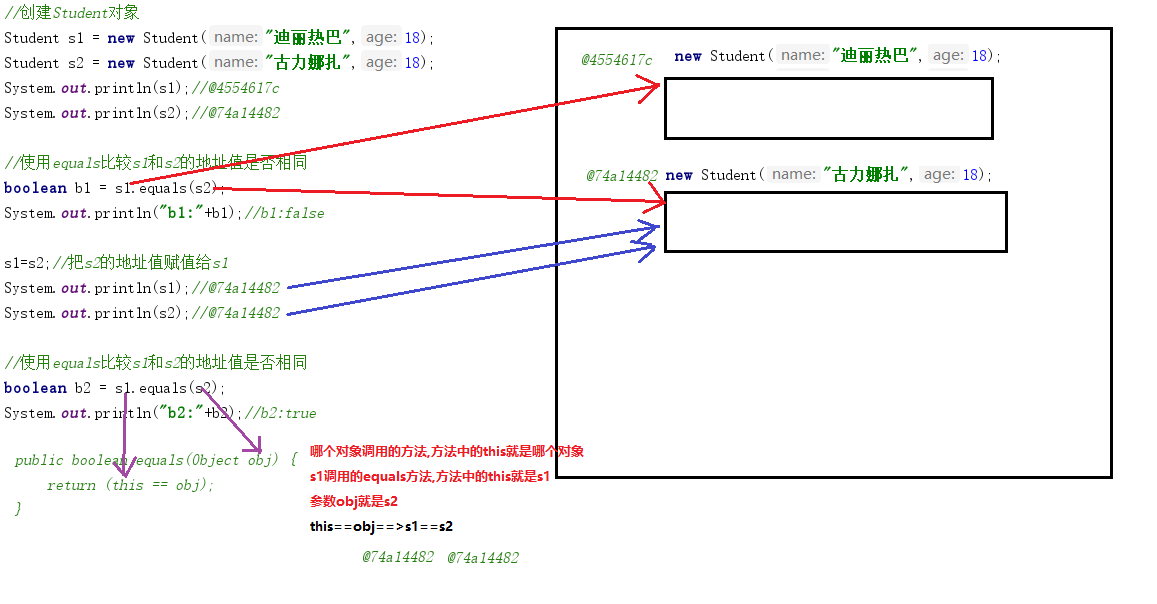 //创建Student对象
Student s1 = new Student( name: "迪丽热巴", age: 18);
Student s2 = new Student( name: "古力娜扎", age: 18);
System.out.println(s1);//@4554617c
System.out.println(s2);//@74a14482
//使用equals比较s1和s2的地址值是否相同
boolean b1 = s1.equals(s2);
System.out.println("b1:"+b1);//b1:false
s1=s2;//把s2的地址值赋值给s1
System.out.println(s1);//@74a14482
System.out.println(s2);//@74a14482
//使用equals比较s1和s2的地址值是否相同
boolean b2 = s1.equals(s2);
System.out.println("b2:"+b2);//b2:true
public boolean equals(Object obj) {
return (this == obj);
}
@4554617c new Student( name: "迪丽热巴", age: 18);
@74a14482 new Student( name: "古力娜扎", age: 18);
哪个对象调用的方法,方法中的this就是哪个对象
s1调用的equals方法,方法中的this就是s1
参数obj就是s2
this==obj==>s1==s2
@74a14482 @74a14482